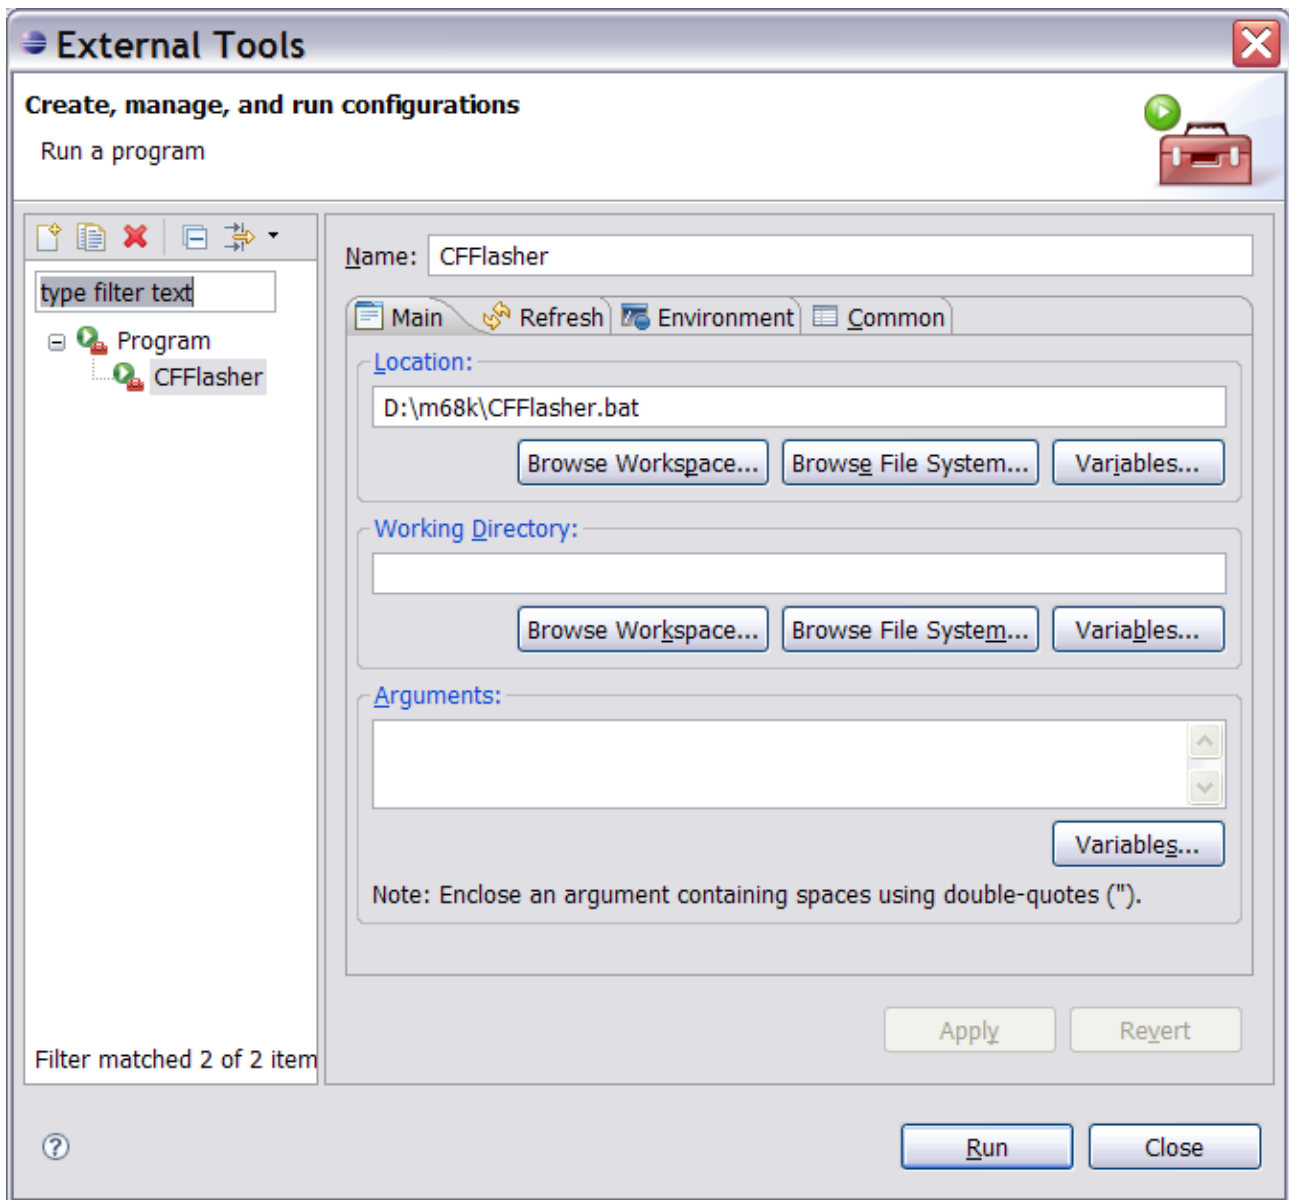 External Tools
Create, manage, and run configurations
Run a program
type filter text
Program
CFFlasher
Filter matched 2 of 2 item
Name: CFFlasher
Main Refresh Environment Common
Location:
D:\m68k\CFFlasher.bat
Browse Workspace... Browse File System... Variables...
Working Directory:
Browse Workspace... Browse File System... Variables...
Arguments:
Variables...
Note: Enclose an argument containing spaces using double-quotes (").
Apply Revert
Run Close